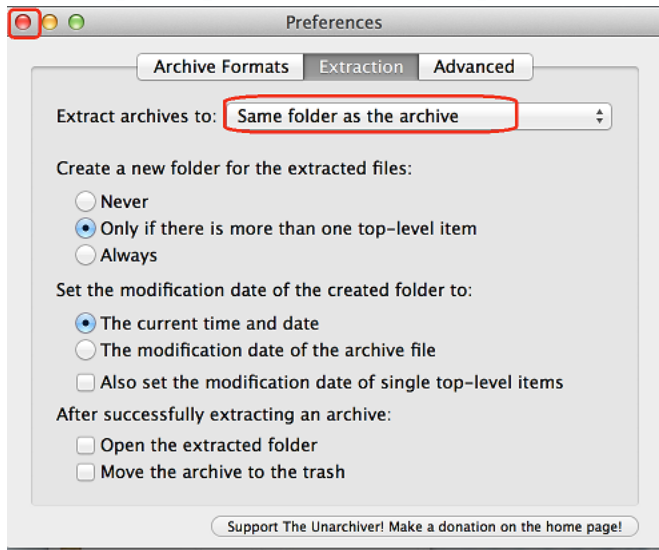 Preferences
Archive Formats Extraction Advanced
Extract archives to: Same folder as the archive
Create a new folder for the extracted files:
Never
Only if there is more than one top-level item
Always
Set the modification date of the created folder to:
The current time and date
The modification date of the archive file
Also set the modification date of single top-level items
After successfully extracting an archive:
Open the extracted folder
Move the archive to the trash
Support The Unarchiver! Make a donation on the home page!